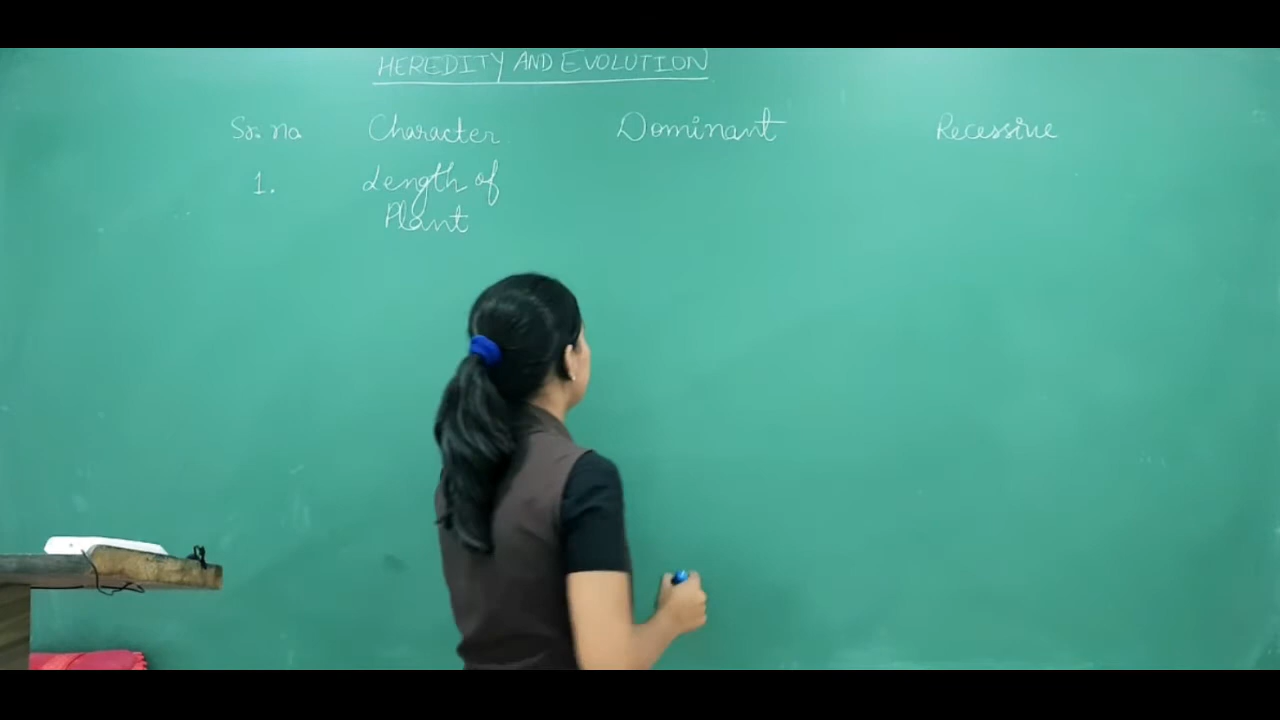 HEREDITY AND EVOLUTION
Sr. no Character Dominant Recessive
1. Length of
Plant